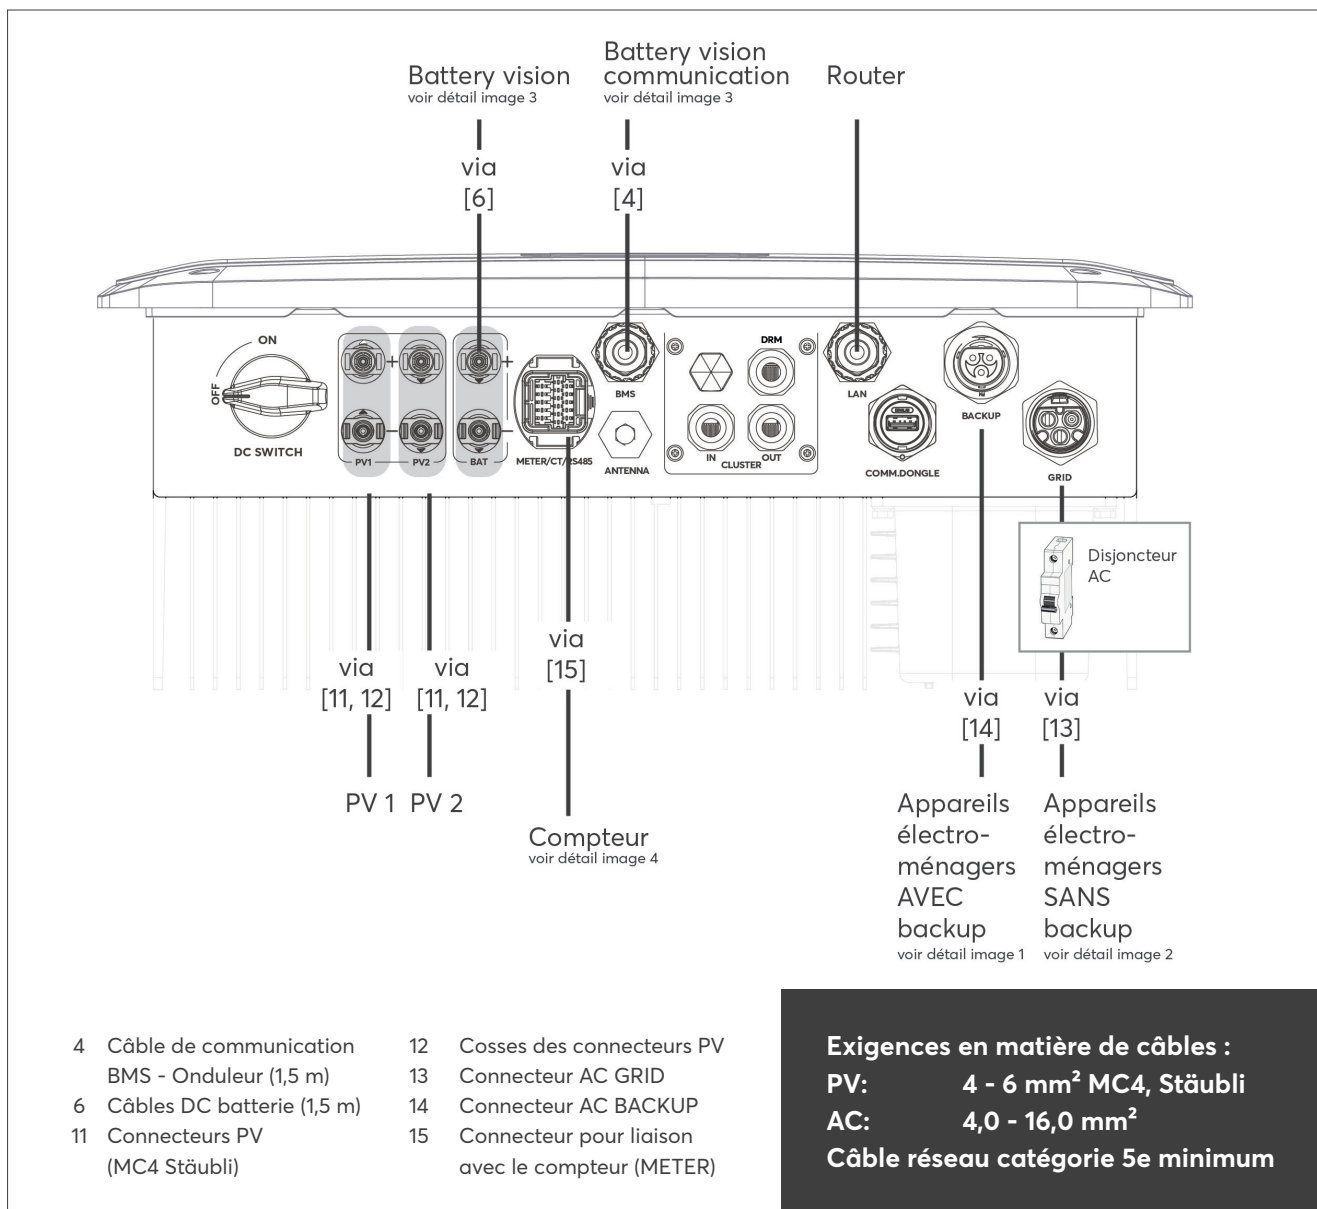 Battery vision
voir détail image 3
Battery vision
communication
voir détail image 3
Router
via
[6]
via
[4]
ON
OFF
DC SWITCH
+
-
PV1
PV2
+
-
BAT
METER/CT/RS485
BMS
ANTENNA
DRM
IN
OUT
CLUSTER
LAN
COMM.DONGLE
BACKUP
GRID
Disjoncteur
AC
via
[11, 12]
via
[11, 12]
via
[15]
via
[14]
via
[13]
PV 1
PV 2
Compteur
voir détail image 4
Appareils
électro-
ménagers
AVEC
backup
voir détail image 1
Appareils
électro-
ménagers
SANS
backup
voir détail image 2
4 Câble de communication
BMS - Onduleur (1,5 m)
6 Câbles DC batterie (1,5 m)
11 Connecteurs PV
(MC4 Stäubli)
12 Cosses des connecteurs PV
13 Connecteur AC GRID
14 Connecteur AC BACKUP
15 Connecteur pour liaison
avec le compteur (METER)
Exigences en matière de câbles :
PV: 4 - 6 mm² MC4, Stäubli
AC: 4,0 - 16,0 mm²
Câble réseau catégorie 5e minimum